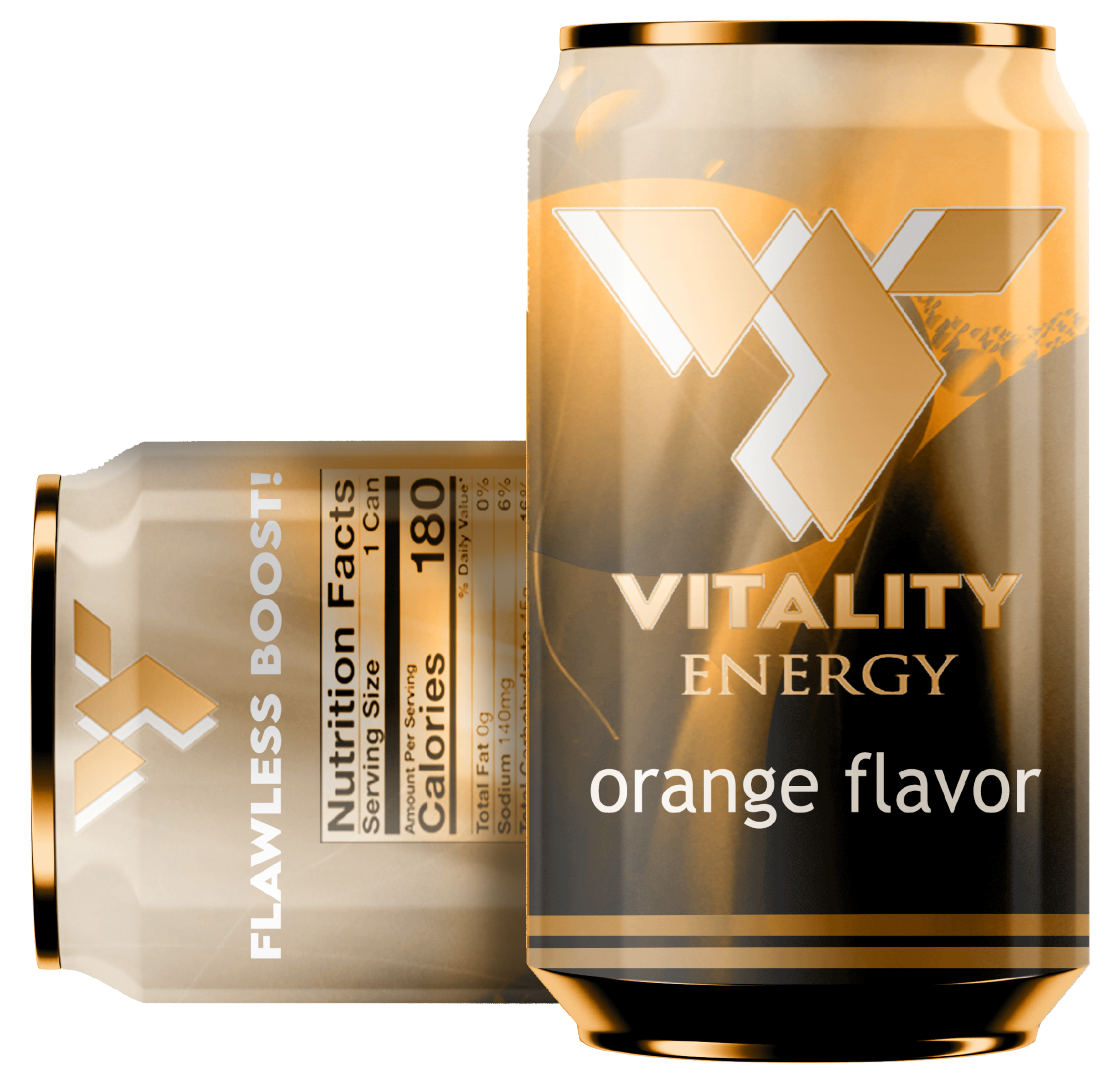 VITALITY
ENERGY
orange flavor
FLAWLESS BOOST!
Nutrition Facts
Serving Size 1 Can
Amount Per Serving
Calories 180
% Daily Value*
Total Fat 0g 0%
Sodium 140mg 6%